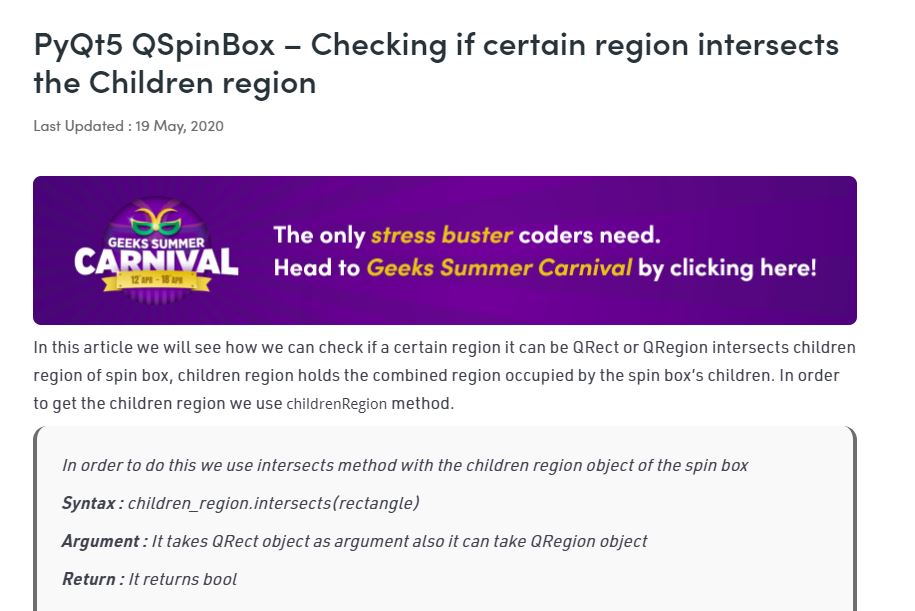 PyQt5 QSpinBox – Checking if certain region intersects
the Children region
Last Updated : 19 May, 2020
GEEKS SUMMER
CARNIVAL
12 APR - 18 APR
The only stress buster coders need.
Head to Geeks Summer Carnival by clicking here!
In this article we will see how we can check if a certain region it can be QRect or QRegion intersects children
region of spin box, children region holds the combined region occupied by the spin box's children. In order
to get the children region we use childrenRegion method.
In order to do this we use intersects method with the children region object of the spin box
Syntax : children_region.intersects(rectangle)
Argument : It takes QRect object as argument also it can take QRegion object
Return : It returns bool